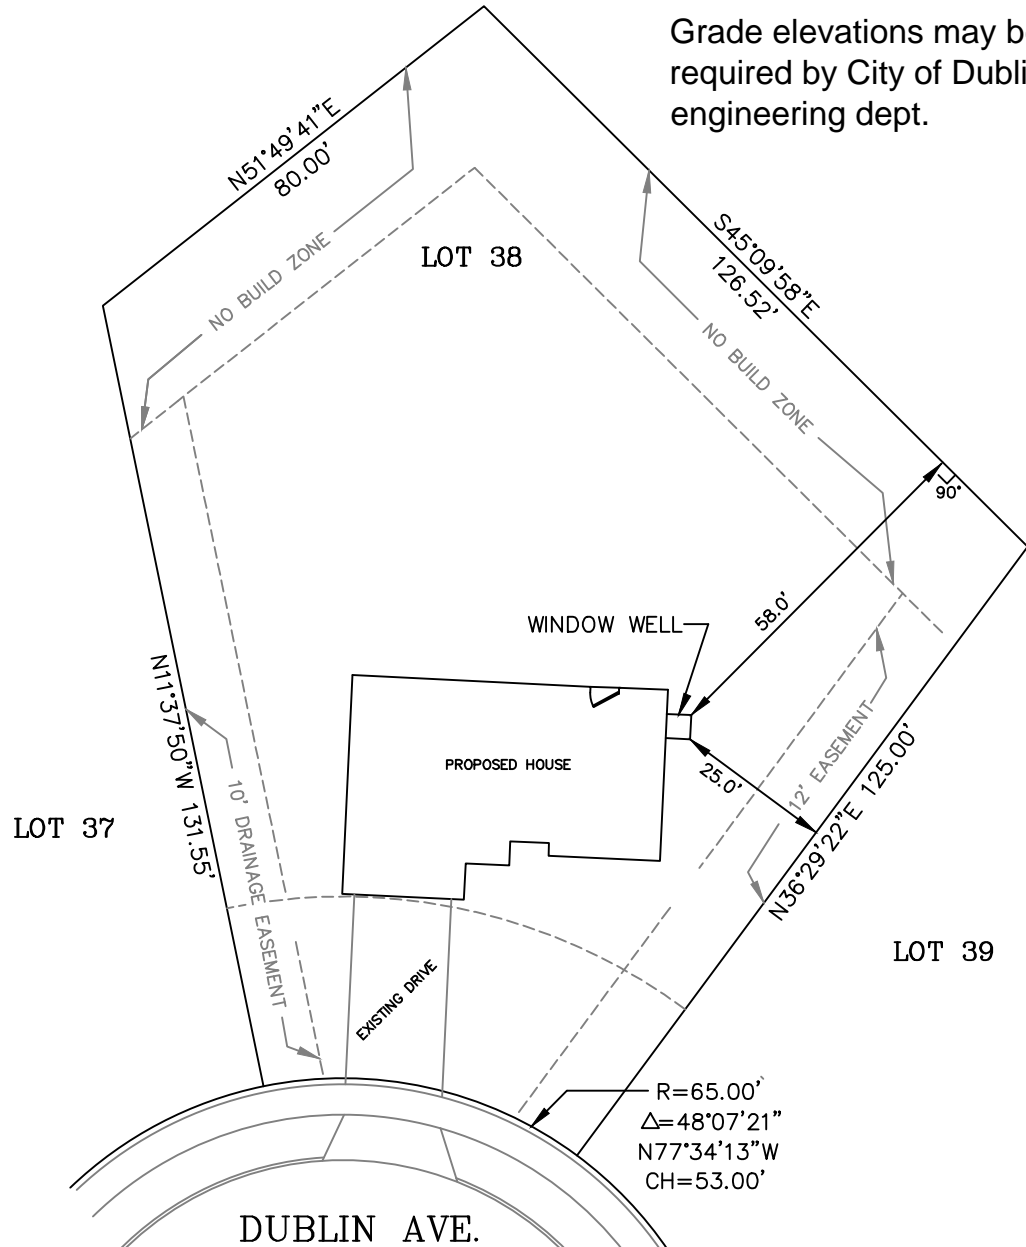 Grade elevations may b
required by City of Dubli
engineering dept.
N51°49'41"E
80.00'
NO BUILD ZONE
LOT 38
S45°09'58"E
126.52'
NO BUILD ZONE
90°
58.0'
WINDOW WELL
PROPOSED HOUSE
25.0'
12' EASEMENT
N36°29'22"E 125.00'
N11°37'50"W 131.55'
LOT 37
10' DRAINAGE EASEMENT
LOT 39
EXISTING DRIVE
R=65.00'
△=48°07'21"
N77°34'13"W
CH=53.00'
DUBLIN AVE.